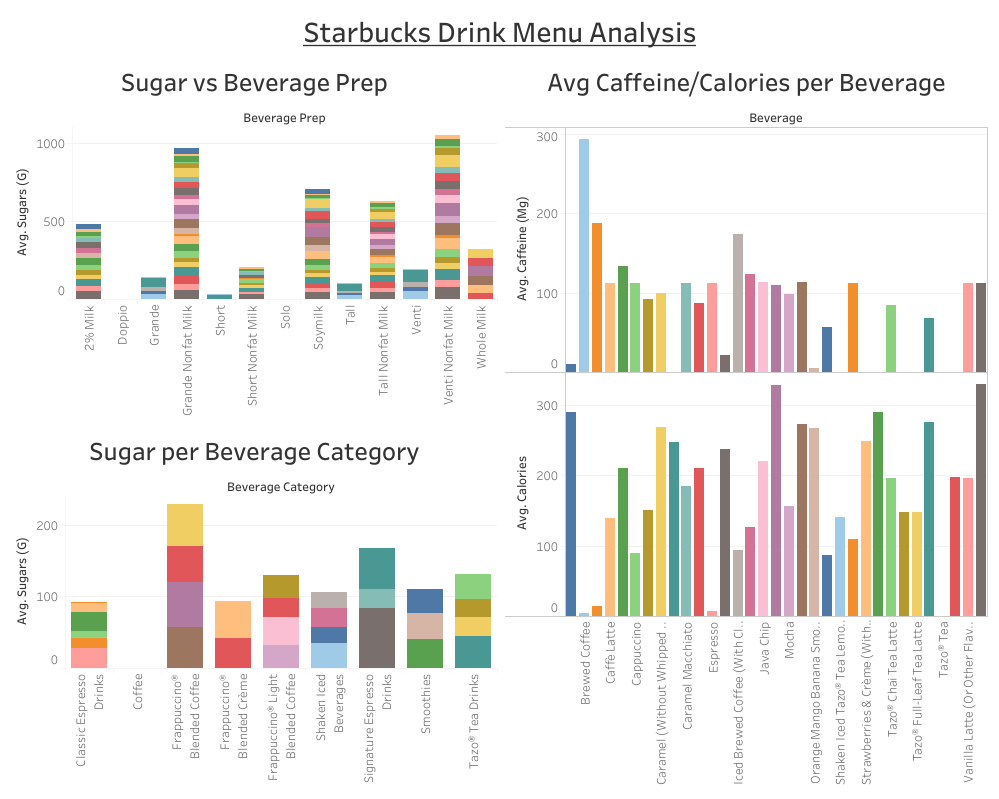 Starbucks Drink Menu Analysis
Sugar vs Beverage Prep
Beverage Prep
Avg. Sugars (G)
1000
500
0
2% Milk
Doppio
Grande
Grande Nonfat Milk
Short
Short Nonfat Milk
Solo
Soymilk
Tall
Tall Nonfat Milk
Venti
Venti Nonfat Milk
Whole Milk
Sugar per Beverage Category
Beverage Category
Avg. Sugars (G)
200
100
0
Classic Espresso
Drinks
Coffee
Frappuccino®
Blended Coffee
Frappuccino®
Blended Crème
Frappuccino® Light
Blended Coffee
Shaken Iced
Beverages
Signature Espresso
Drinks
Smoothies
Tazo® Tea Drinks
Avg Caffeine/Calories per Beverage
Beverage
Avg. Caffeine (Mg)
300
200
100
0
Avg. Calories
300
200
100
0
Brewed Coffee
Caffè Latte
Cappuccino
Caramel (Without Whipped ..
Caramel Macchiato
Espresso
Iced Brewed Coffee (With Cl..
Java Chip
Mocha
Orange Mango Banana Smo..
Shaken Iced Tazo® Tea Lemo..
Strawberries & Crème (With..
Tazo® Chai Tea Latte
Tazo® Full-Leaf Tea Latte
Tazo® Tea
Vanilla Latte (Or Other Flav..